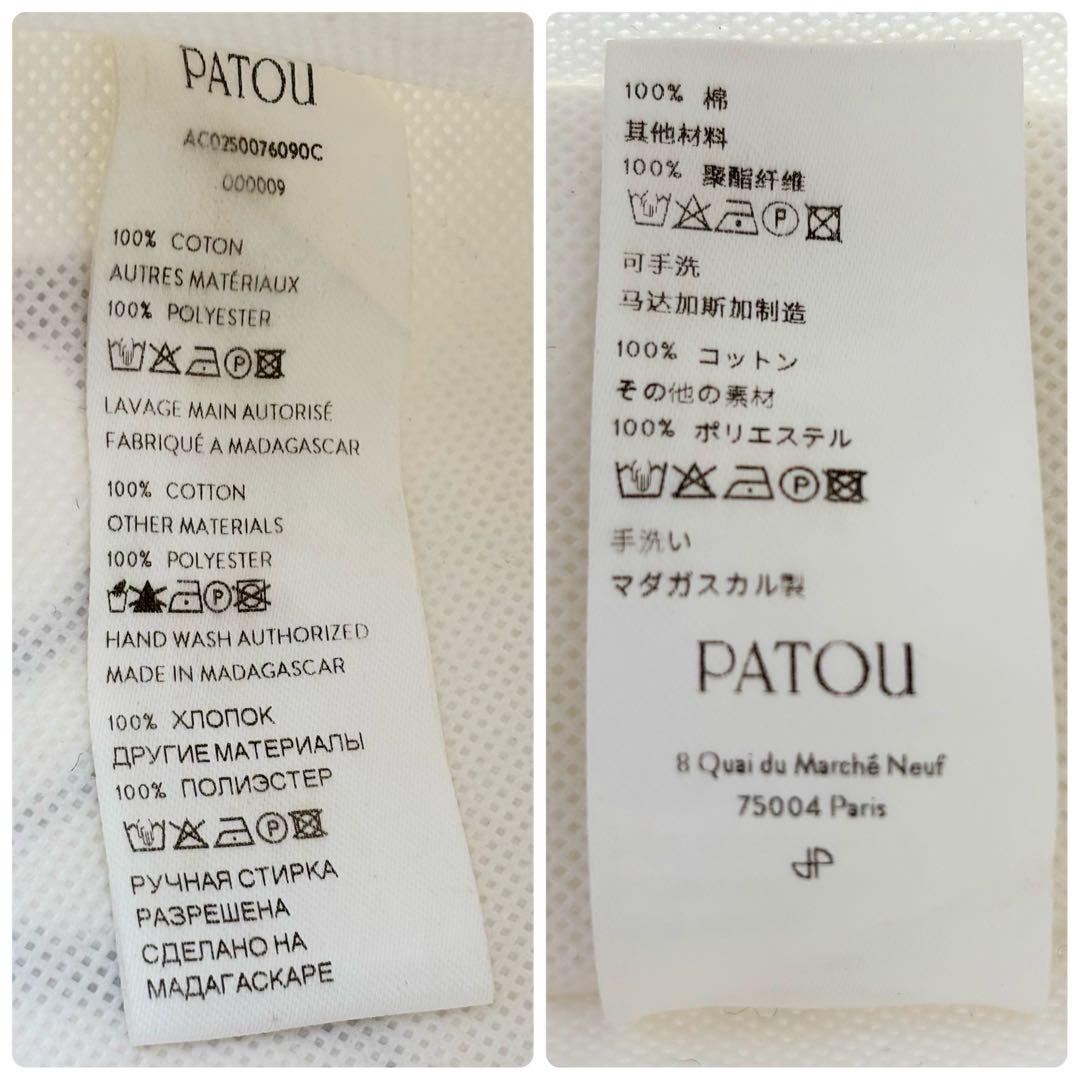 PATOU
AC0250076090C
000009
100% COTON
AUTRES MATÉRIAUX
100% POLYESTER
LAVAGE MAIN AUTORISÉ
FABRIQUÉ A MADAGASCAR
100% COTTON
OTHER MATERIALS
100% POLYESTER
HAND WASH AUTHORIZED
MADE IN MADAGASCAR
100% ХЛОПОК
ДРУГИЕ МАТЕРИАЛЫ
100% ПОЛИЭСТЕР
РУЧНАЯ СТИРКА
РАЗРЕШЕНА
СДЕЛАНО НА
МАДАГАСКАРЕ
100% 棉
其他材料
100% 聚酯纤维
可手洗
马达加斯加制造
100% コットン
その他の素材
100% ポリエステル
手洗い
マダガスカル製
PATOU
8 Quai du Marché Neuf
75004 Paris
JP